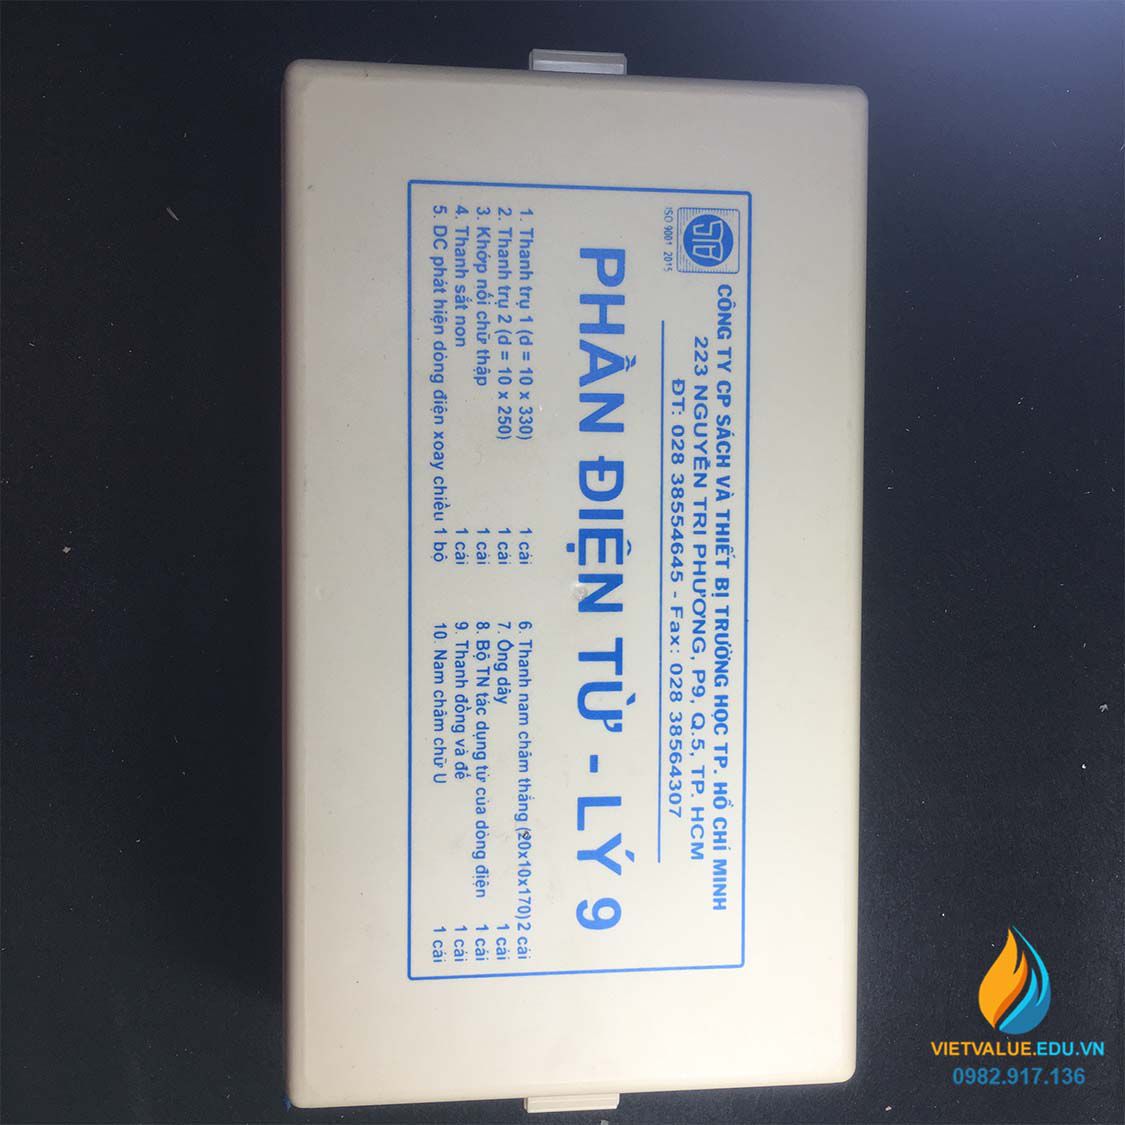 CÔNG TY CP SÁCH VÀ THIẾT BỊ TRƯỜNG HỌC TP. HỒ CHÍ MINH
223 NGUYỄN TRI PHƯƠNG, P9, Q.5, TP. HCM
ĐT: 028 38554645 - Fax: 028 38564307
ISO 9001 2015
PHẦN ĐIỆN TỪ - LÝ 9
1. Thanh trụ 1 (d = 10 x 330) 1 cái
2. Thanh trụ 2 (d = 10 x 250) 1 cái
3. Khớp nối chữ thập 1 cái
4. Thanh sắt non 1 cái
5. DC phát hiện dòng điện xoay chiều 1 bộ
6. Thanh nam châm thẳng (20x10x170) 2 cái
7. Ống dây 1 cái
8. Bộ TN tác dụng từ của dòng điện 1 cái
9. Thanh đồng và đế 1 cái
10. Nam châm chữ U 1 cái
VIETVALUE.EDU.VN
0982.917.136